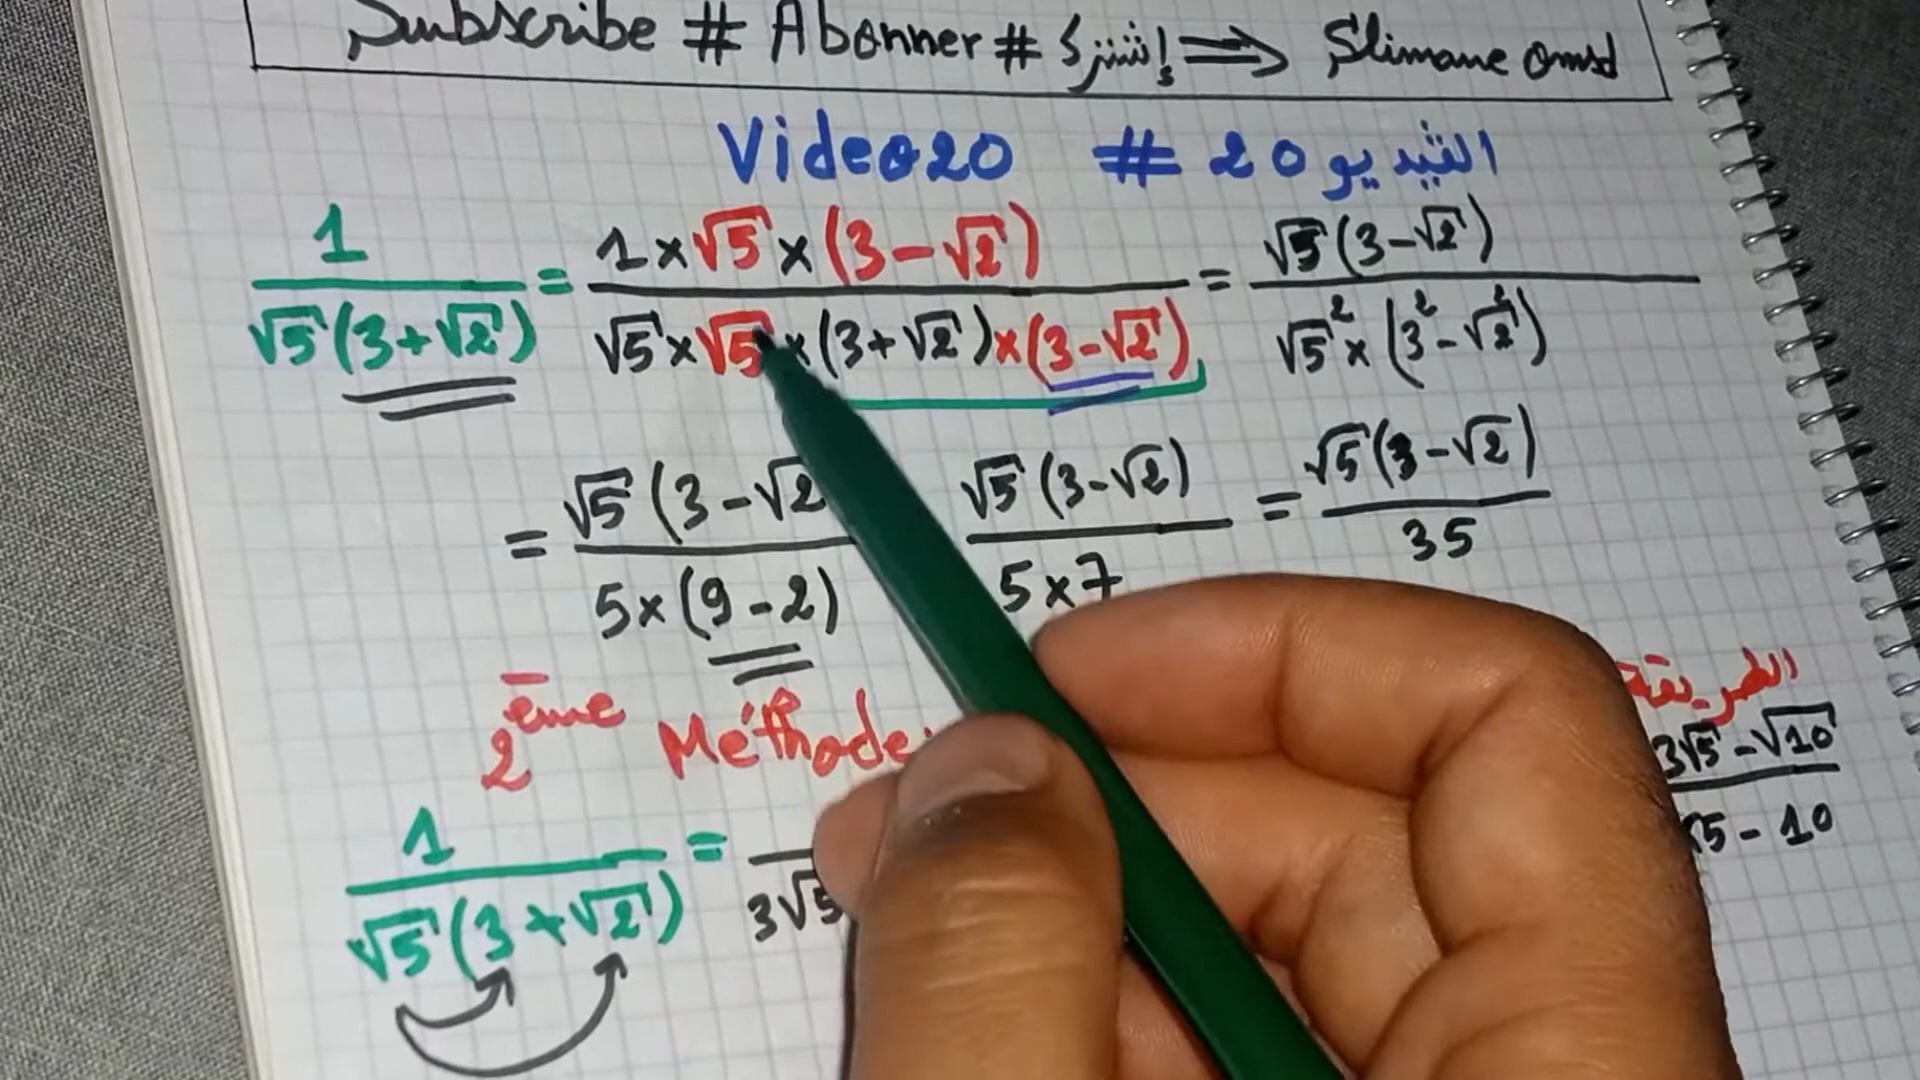 Subscribe # Abonner # إشترك ⟹ Slimane omsd
Video20 # 20 الڤيديو
1/(√5(3+√2)) = (1×√5×(3-√2))/(√5×√5×(3+√2)×(3-√2)) = (√5(3-√2))/(√5²×(3²-√2²))
= (√5(3-√2))/(5×(9-2)) (√5(3-√2))/(5×7) = (√5(3-√2))/35
2ème Méthode: الطريقة
1/(√5(3+√2)) = 3√5
3√5-√10
5-10